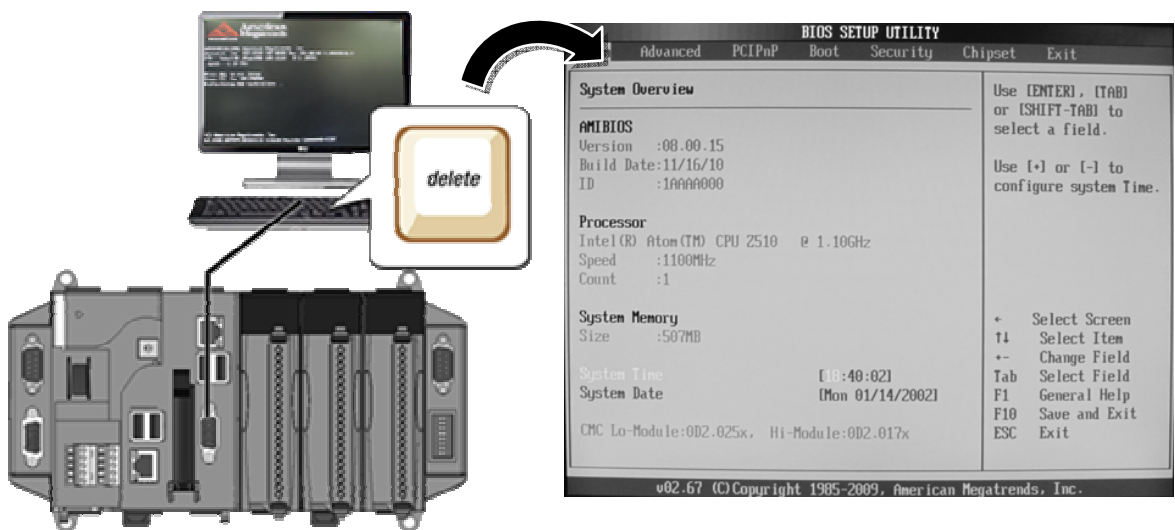 American
Megatrends
delete
BIOS SETUP UTILITY
Advanced PCIPnP Boot Security Chipset Exit
System Overview
AMIBIOS
Version :08.00.15
Build Date:11/16/10
ID :1AAAA000
Processor
Intel(R) Atom(TM) CPU Z510 @ 1.10GHz
Speed :1100MHz
Count :1
System Memory
Size :507MB
System Time [18:40:02]
System Date [Mon 01/14/2002]
CMC Lo-Module:0D2.025x, Hi-Module:0D2.017x
Use [ENTER], [TAB]
or [SHIFT-TAB] to
select a field.
Use [+] or [-] to
configure system Time.
← Select Screen
↑↓ Select Item
+- Change Field
Tab Select Field
F1 General Help
F10 Save and Exit
ESC Exit
v02.67 (C)Copyright 1985-2009, American Megatrends, Inc.